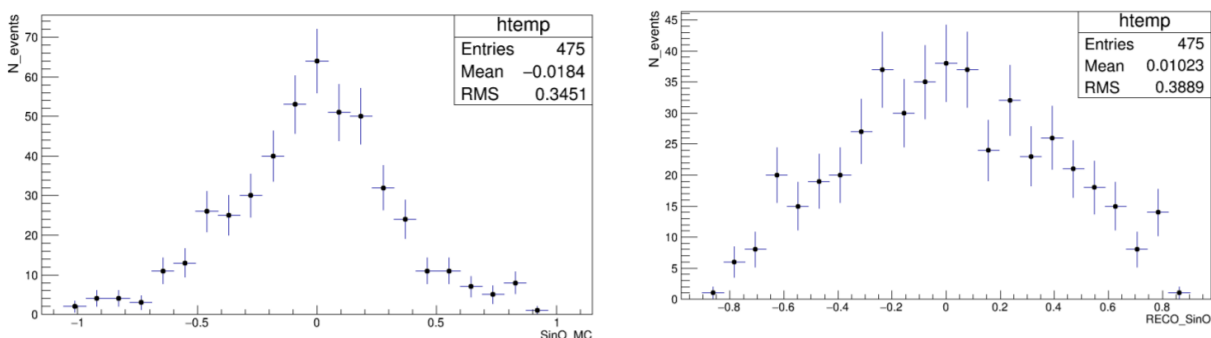 N_events
htemp
Entries 475
Mean −0.0184
RMS 0.3451
70
60
50
40
30
20
10
0
−1 −0.5 0 0.5 1
SinO_MC
N_events
htemp
Entries 475
Mean 0.01023
RMS 0.3889
45
40
35
30
25
20
15
10
5
0
−0.8 −0.6 −0.4 −0.2 0 0.2 0.4 0.6 0.8
RECO_SinO